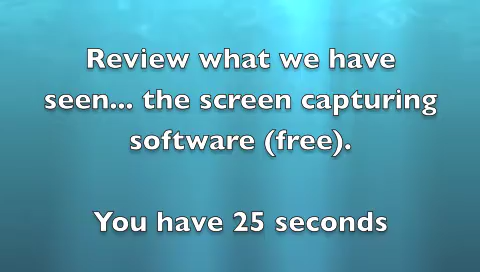 Review what we have
seen... the screen capturing
software (free).
You have 25 seconds